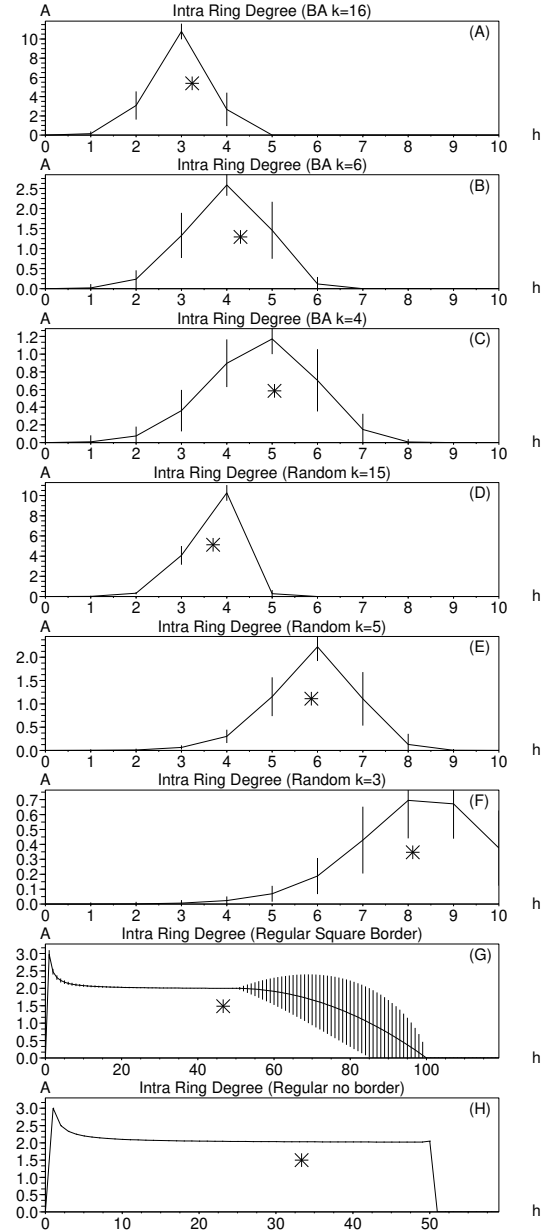 A
Intra Ring Degree (BA k=16)
(A)
10
8
6
4
2
0
0 1 2 3 4 5 6 7 8 9 10
h
A
Intra Ring Degree (BA k=6)
(B)
2.5
2.0
1.5
1.0
0.5
0.0
0 1 2 3 4 5 6 7 8 9 10
h
A
Intra Ring Degree (BA k=4)
(C)
1.2
1.0
0.8
0.6
0.4
0.2
0.0
0 1 2 3 4 5 6 7 8 9 10
h
A
Intra Ring Degree (Random k=15)
(D)
10
8
6
4
2
0
0 1 2 3 4 5 6 7 8 9 10
h
A
Intra Ring Degree (Random k=5)
(E)
2.0
1.5
1.0
0.5
0.0
0 1 2 3 4 5 6 7 8 9 10
h
A
Intra Ring Degree (Random k=3)
(F)
0.7
0.6
0.5
0.4
0.3
0.2
0.1
0.0
0 1 2 3 4 5 6 7 8 9 10
h
A
Intra Ring Degree (Regular Square Border)
(G)
3.0
2.5
2.0
1.5
1.0
0.5
0.0
0 20 40 60 80 100
h
A
Intra Ring Degree (Regular no border)
(H)
3.0
2.5
2.0
1.5
1.0
0.5
0.0
0 10 20 30 40 50
h